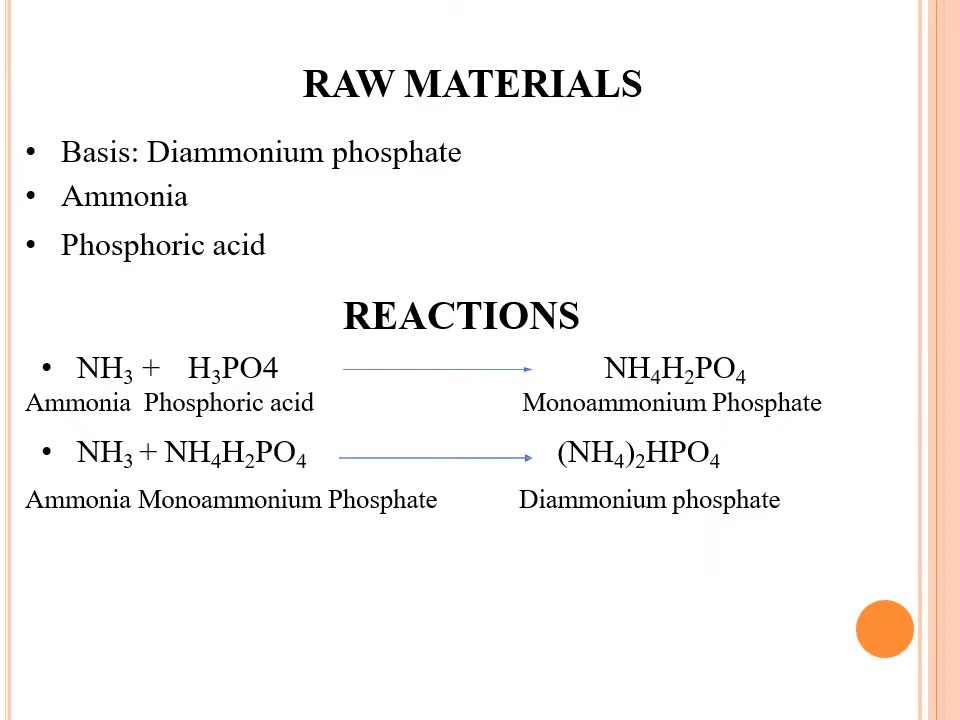 RAW MATERIALS
• Basis: Diammonium phosphate
• Ammonia
• Phosphoric acid
REACTIONS
• NH₃ + H₃PO4 → NH₄H₂PO₄
Ammonia Phosphoric acid Monoammonium Phosphate
• NH₃ + NH₄H₂PO₄ → (NH₄)₂HPO₄
Ammonia Monoammonium Phosphate Diammonium phosphate